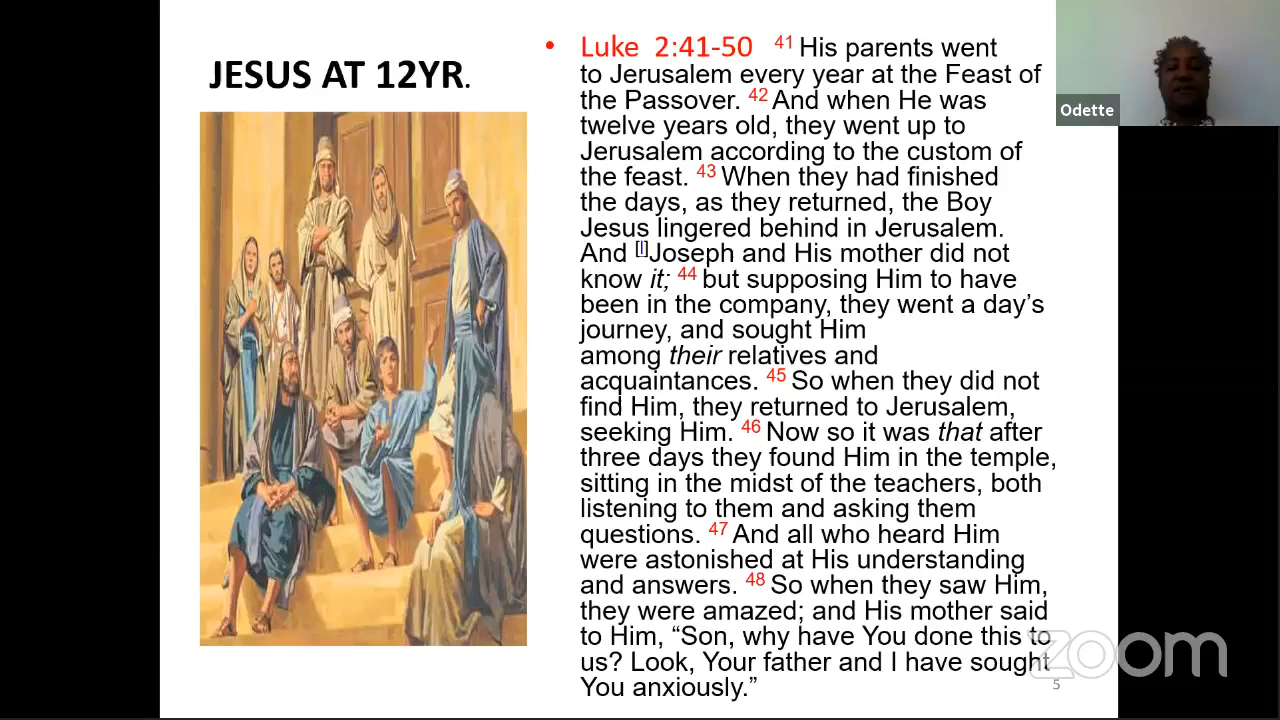 JESUS AT 12YR.
• Luke 2:41-50 41 His parents went
to Jerusalem every year at the Feast of
the Passover. 42 And when He was
twelve years old, they went up to
Jerusalem according to the custom of
the feast. 43 When they had finished
the days, as they returned, the Boy
Jesus lingered behind in Jerusalem.
And [l]Joseph and His mother did not
know it; 44 but supposing Him to have
been in the company, they went a day’s
journey, and sought Him
among their relatives and
acquaintances. 45 So when they did not
find Him, they returned to Jerusalem,
seeking Him. 46 Now so it was that after
three days they found Him in the temple,
sitting in the midst of the teachers, both
listening to them and asking them
questions. 47 And all who heard Him
were astonished at His understanding
and answers. 48 So when they saw Him,
they were amazed; and His mother said
to Him, “Son, why have You done this to
us? Look, Your father and I have sought
You anxiously.”
5
Odette
zoom